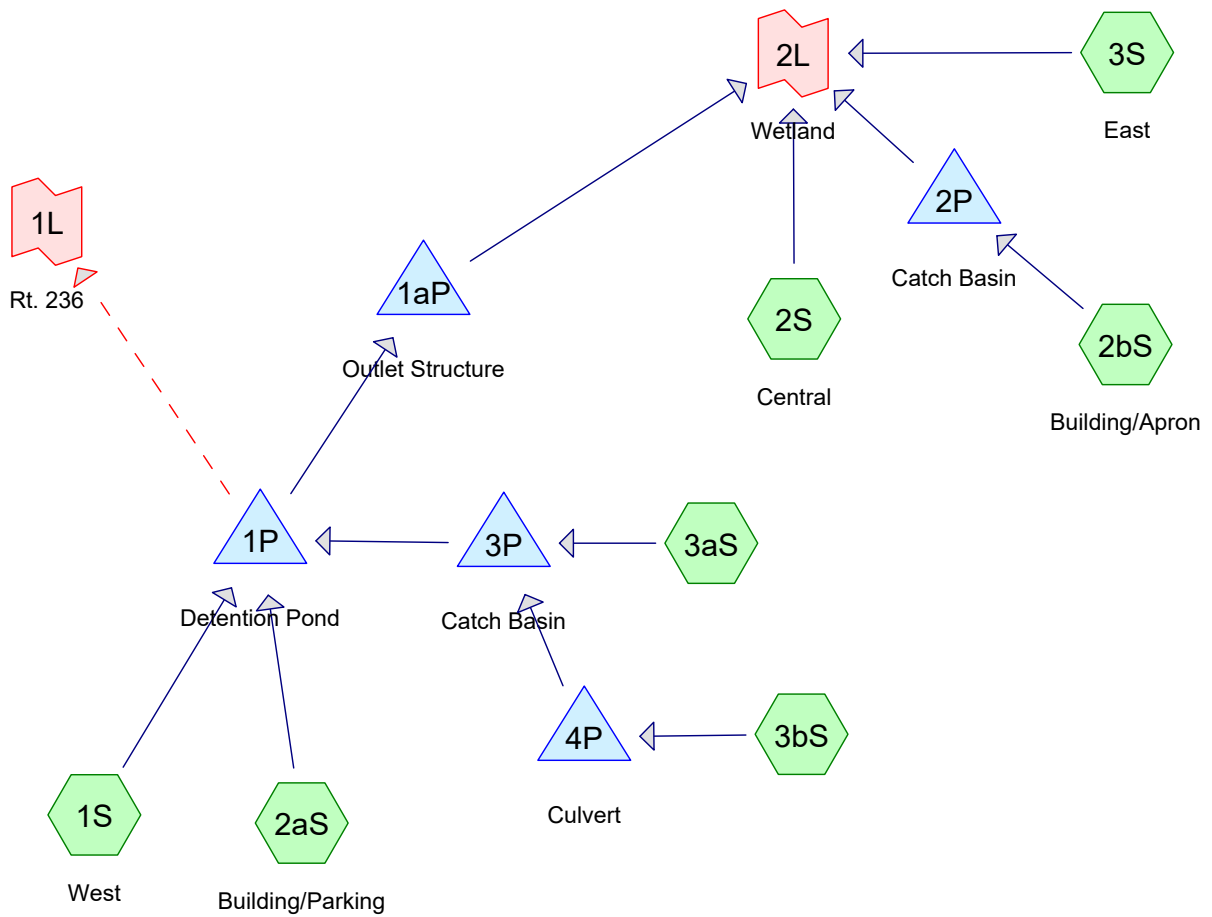 2L
Wetland
3S
East
2P
Catch Basin
1L
Rt. 236
1aP
Outlet Structure
2S
Central
2bS
Building/Apron
1P
Detention Pond
3P
Catch Basin
3aS
4P
Culvert
3bS
1S
West
2aS
Building/Parking